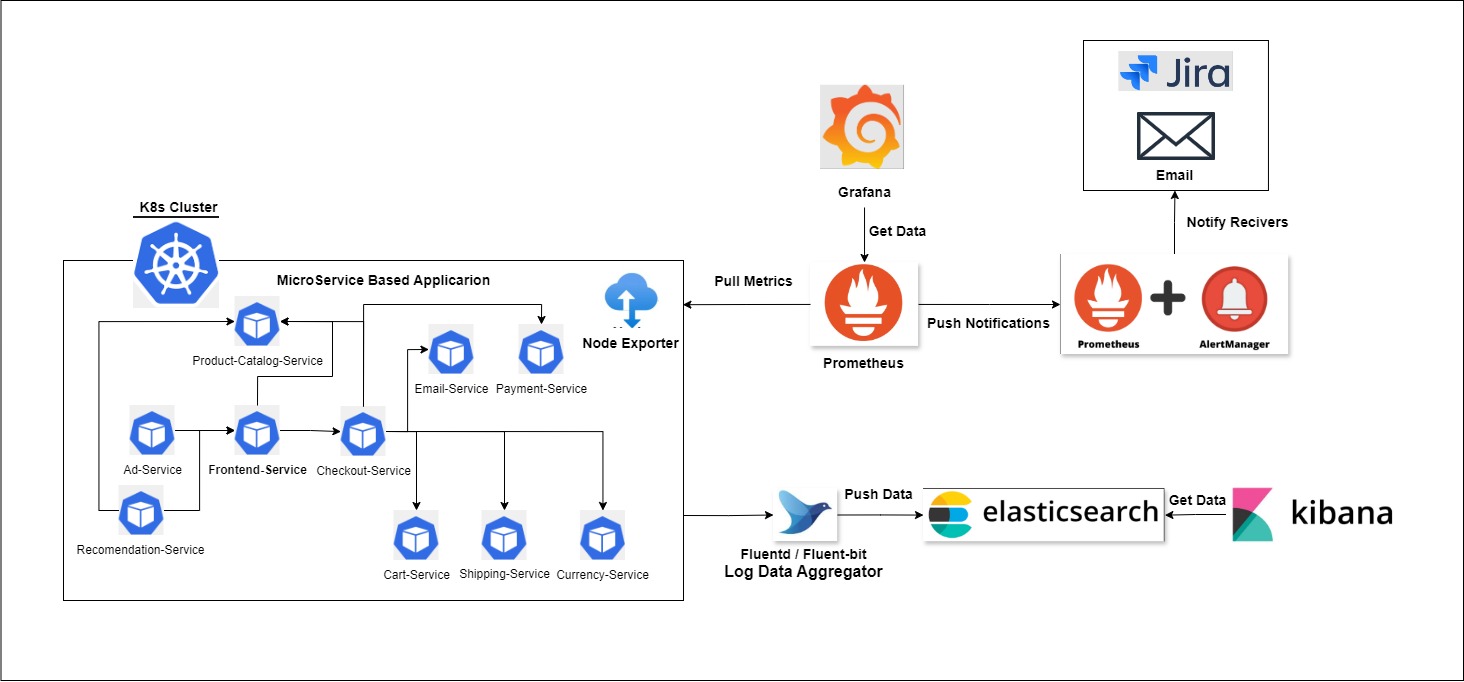 Jira
Email
Grafana
K8s Cluster
Get Data
Notify Recivers
MicroService Based Applicarion
Pull Metrics
Push Notifications
Node Exporter
Prometheus
AlertManager
Prometheus
Product-Catalog-Service
Email-Service
Payment-Service
Ad-Service
Frontend-Service
Checkout-Service
Recomendation-Service
Cart-Service
Shipping-Service
Currency-Service
Push Data
elasticsearch
Get Data
kibana
Fluentd / Fluent-bit
Log Data Aggregator